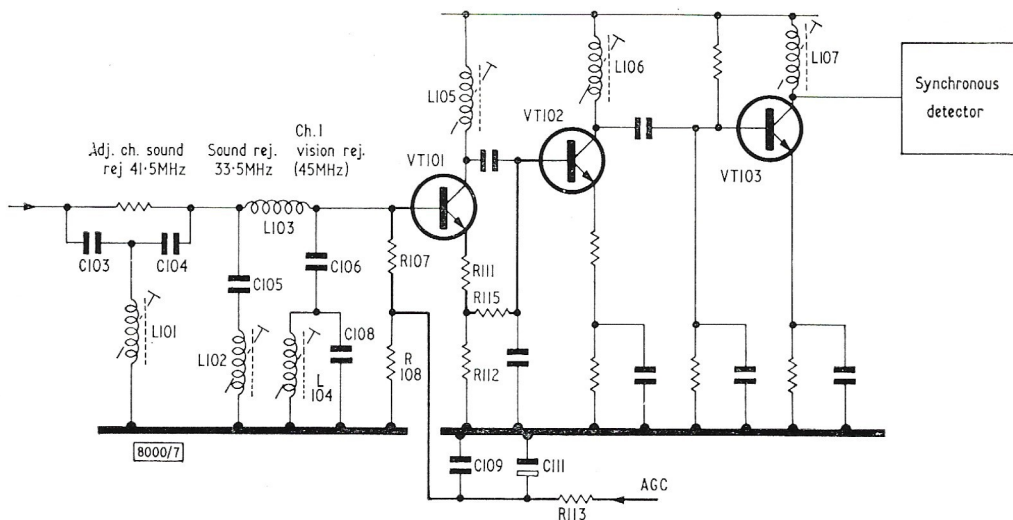 L105
L106
L107
Synchronous
detector
VT102
VT101
VT103
Adj. ch. sound
rej 41·5MHz
Sound rej.
33·5MHz
Ch.1
vision rej.
(45MHz)
L103
C103
C104
C105
C106
R107
R111
R115
L101
L102
L
104
C108
R
108
R112
8000/7
C109
C111
AGC
R113